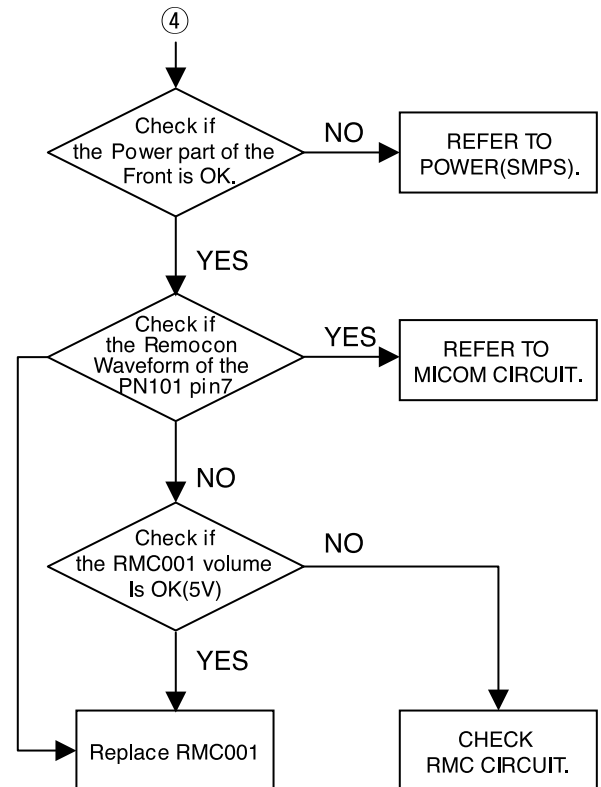 ④
Check if
the Power part of the
Front is OK.
NO
REFER TO
POWER(SMPS).
YES
Check if
the Remocon
Waveform of the
PN101 pin7
YES
REFER TO
MICOM CIRCUIT.
NO
Check if
the RMC001 volume
Is OK(5V)
NO
YES
Replace RMC001
CHECK
RMC CIRCUIT.